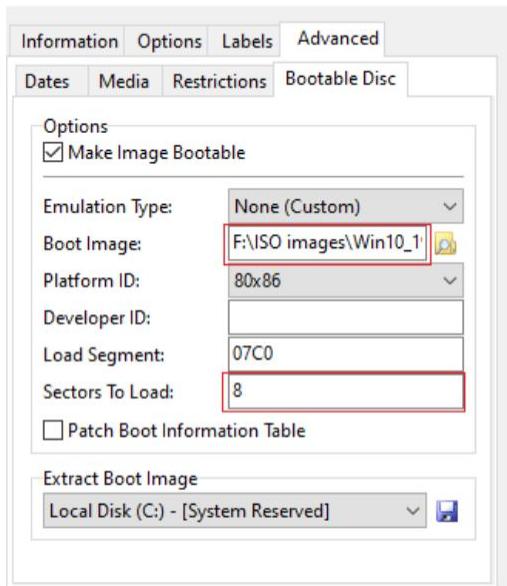 Information Options Labels Advanced
Dates Media Restrictions Bootable Disc
Options
Make Image Bootable
Emulation Type: None (Custom)
Boot Image: F:\ISO images\Win10_1
Platform ID: 80x86
Developer ID:
Load Segment: 07C0
Sectors To Load: 8
Patch Boot Information Table
Extract Boot Image
Local Disk (C:) - [System Reserved]